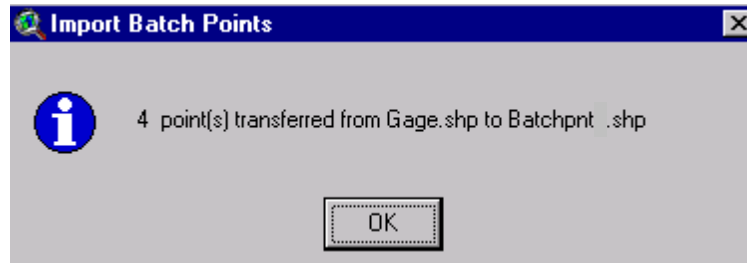 Import Batch Points
4 point(s) transferred from Gage.shp to Batchpnt .shp
OK